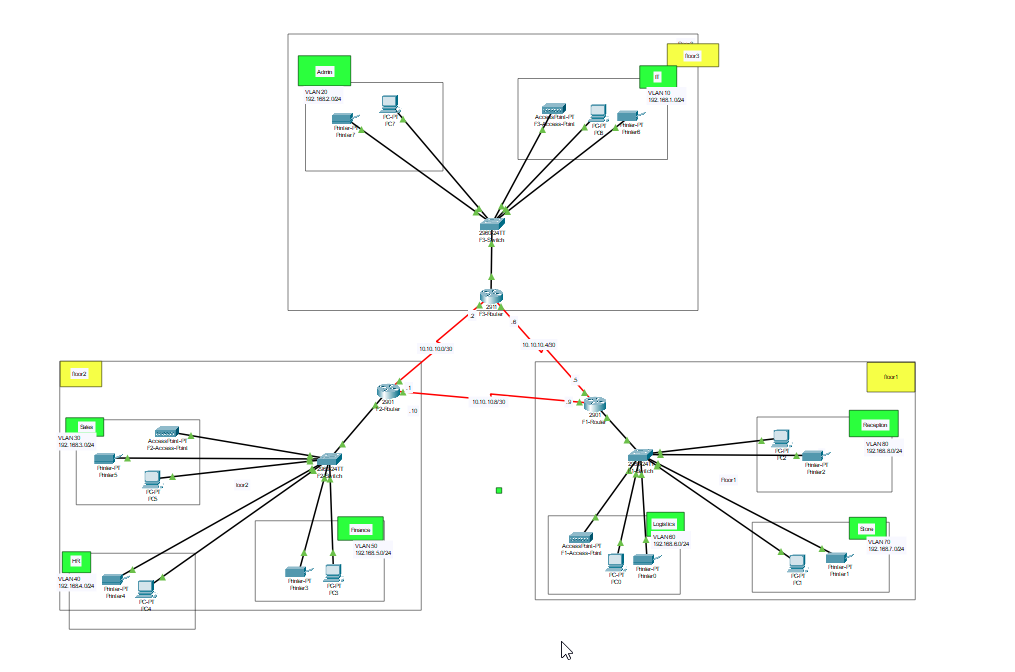 floor3
Admin
IT
VLAN 20
192.168.2.0/24
VLAN 10
192.168.1.0/24
PC-PT
PC7
Printer-PT
Printer7
AccessPoint-PT
F3-Access-Point
PC-PT
PC6
Printer-PT
Printer6
2960-24TT
F3-Switch
2911
F3-Router
.2
.6
10.10.10.0/30
10.10.10.4/30
floor2
.1
2901
F2-Router
.10
10.10.10.8/30
.5
.9
2901
F1-Router
floor1
Sales
VLAN 30
192.168.3.0/24
AccessPoint-PT
F2-Access-Point
Printer-PT
Printer5
PC-PT
PC5
2960-24TT
F2-Switch
loor2
Finance
VLAN 50
192.168.5.0/24
Printer-PT
Printer3
PC-PT
PC3
HR
VLAN 40
192.168.4.0/24
Printer-PT
Printer4
PC-PT
PC4
Reception
VLAN 80
192.168.8.0/24
PC-PT
PC2
Printer-PT
Printer2
2960-24TT
F1-Switch
floor1
Logistics
VLAN 60
192.168.6.0/24
AccessPoint-PT
F1-Access-Point
PC-PT
PC0
Printer-PT
Printer0
Store
VLAN 70
192.168.7.0/24
PC-PT
PC1
Printer-PT
Printer1